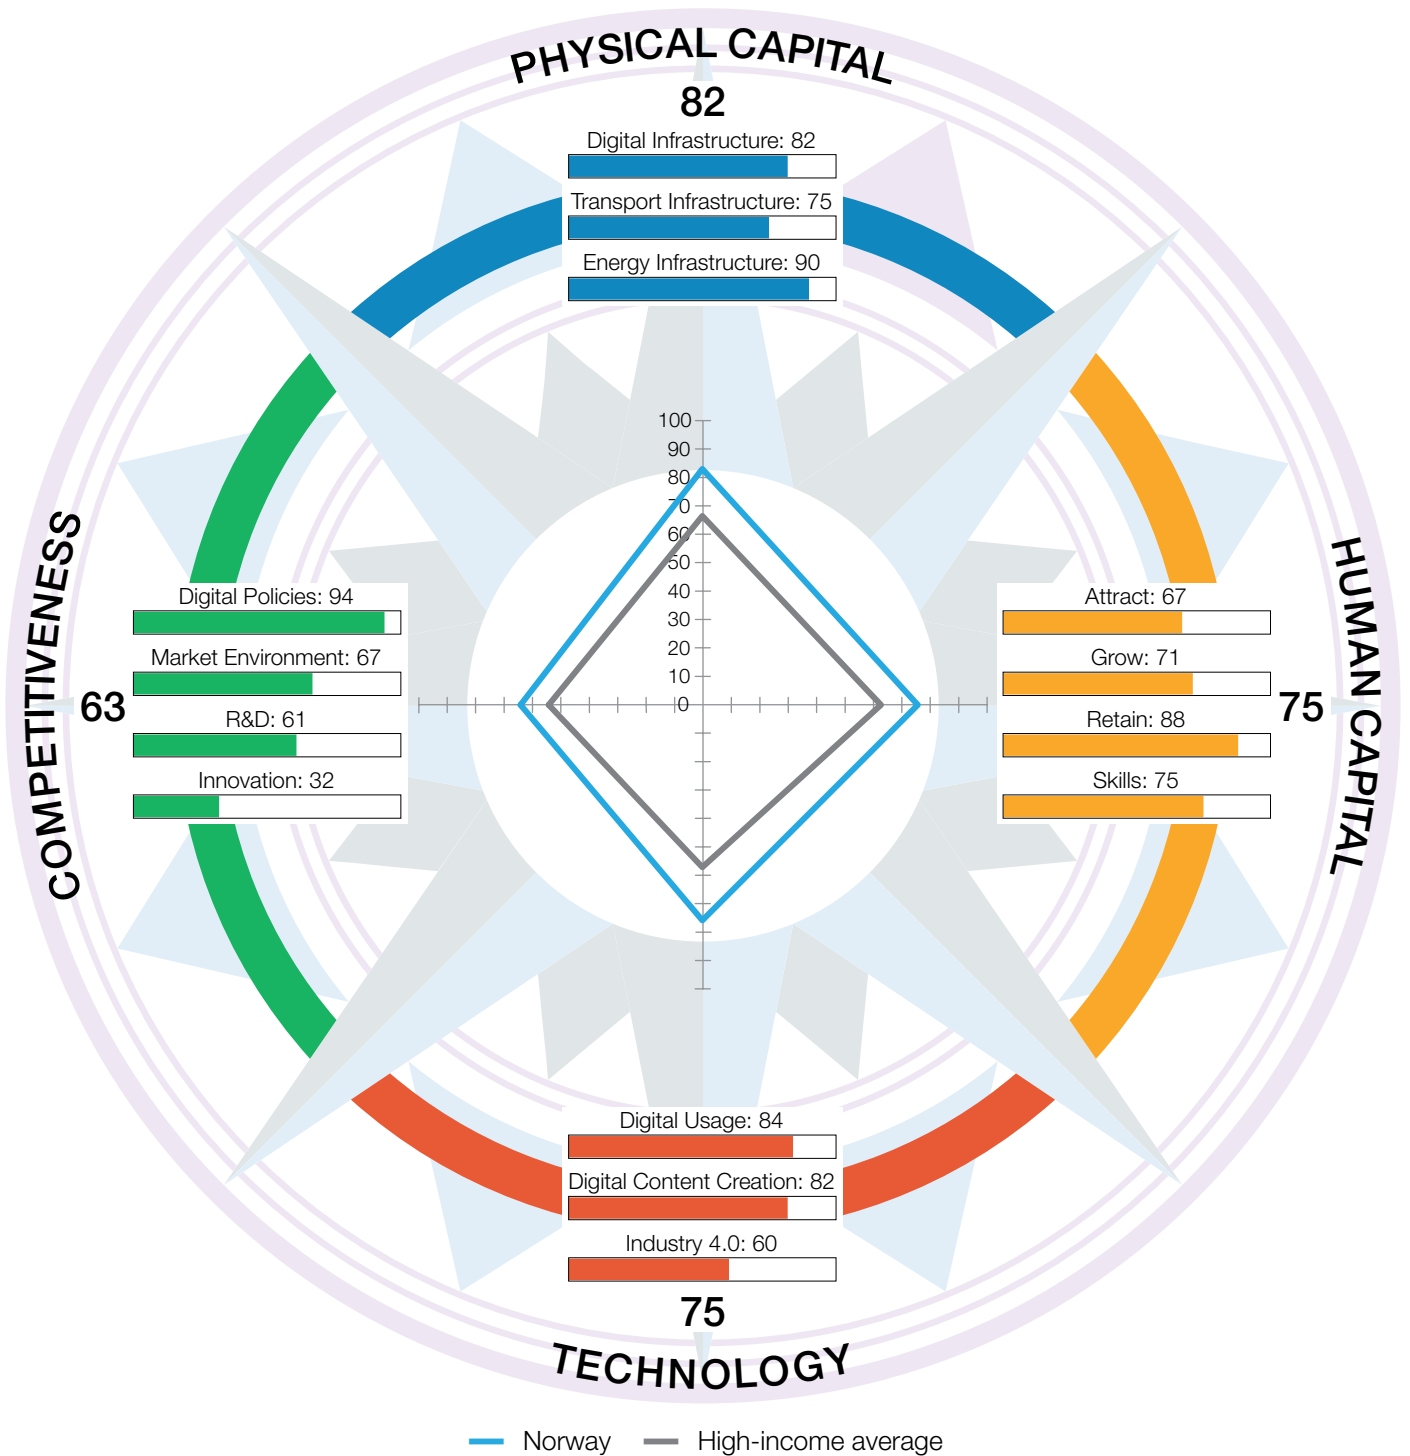 PHYSICAL CAPITAL
82
Digital Infrastructure: 82
Transport Infrastructure: 75
Energy Infrastructure: 90
COMPETITIVENESS
63
Digital Policies: 94
Market Environment: 67
R&D: 61
Innovation: 32
100
90
80
70
60
50
40
30
20
10
0
HUMAN CAPITAL
75
Attract: 67
Grow: 71
Retain: 88
Skills: 75
Digital Usage: 84
Digital Content Creation: 82
Industry 4.0: 60
75
TECHNOLOGY
Norway
High-income average